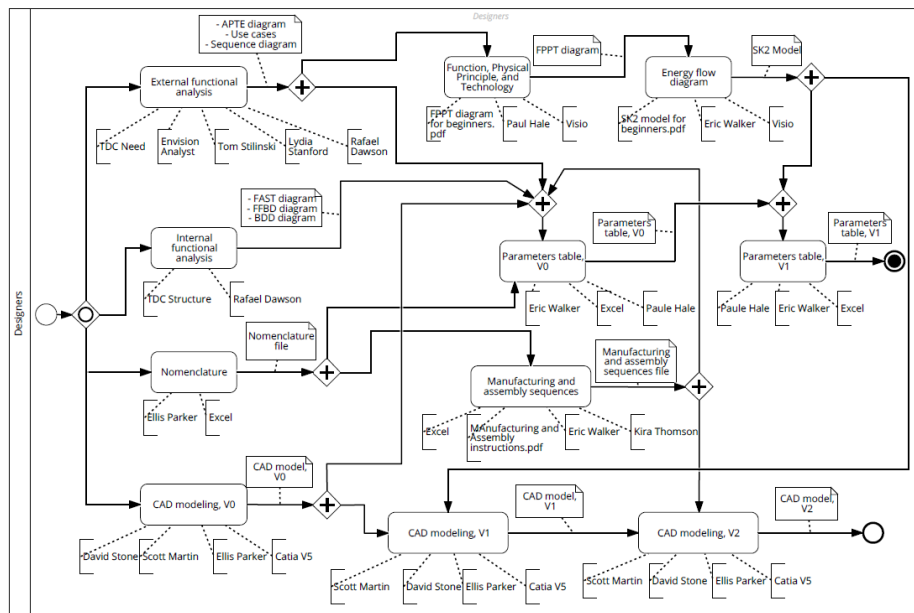 Designers
Designers
- APTE diagram
- Use cases
- Sequence diagram
External functional
analysis
TDC Need
Envision
Analyst
Tom Stilinski
Lydia
Stanford
Rafael
Dawson
Function, Physical
Principle, and
Technology
FPPT diagram
FPPT diagram
for beginners.
pdf
Paul Hale
Visio
Energy flow
diagram
SK2 Model
SK2 model for
beginners.pdf
Eric Walker
Visio
- FAST diagram
- FFBD diagram
- BDD diagram
Internal
functional
analysis
TDC Structure
Rafael Dawson
Parameters table,
V0
Parameters
table, V0
Eric Walker
Excel
Paule Hale
Parameters table,
V1
Parameters
table, V1
Paule Hale
Eric Walker
Excel
Nomenclature
Nomenclature
file
Ellis Parker
Excel
Manufacturing and
assembly sequences
Manufacturing
and assembly
sequences file
Excel
MAnufacturing and
Assembly
instructions.pdf
Eric Walker
Kira Thomson
CAD modeling, V0
CAD model,
V0
David Stone
Scott Martin
Ellis Parker
Catia V5
CAD modeling, V1
CAD model,
V1
Scott Martin
David Stone
Ellis Parker
Catia V5
CAD modeling, V2
CAD model,
V2
Scott Martin
David Stone
Ellis Parker
Catia V5